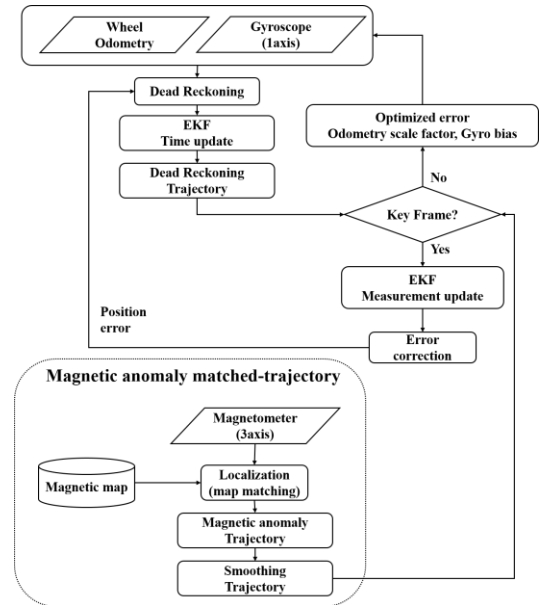 Wheel
Odometry
Gyroscope
(1axis)
Dead Reckoning
EKF
Time update
Dead Reckoning
Trajectory
Optimized error
Odometry scale factor, Gyro bias
No
Key Frame?
Yes
EKF
Measurement update
Position
error
Error
correction
Magnetic anomaly matched-trajectory
Magnetometer
(3axis)
Magnetic map
Localization
(map matching)
Magnetic anomaly
Trajectory
Smoothing
Trajectory